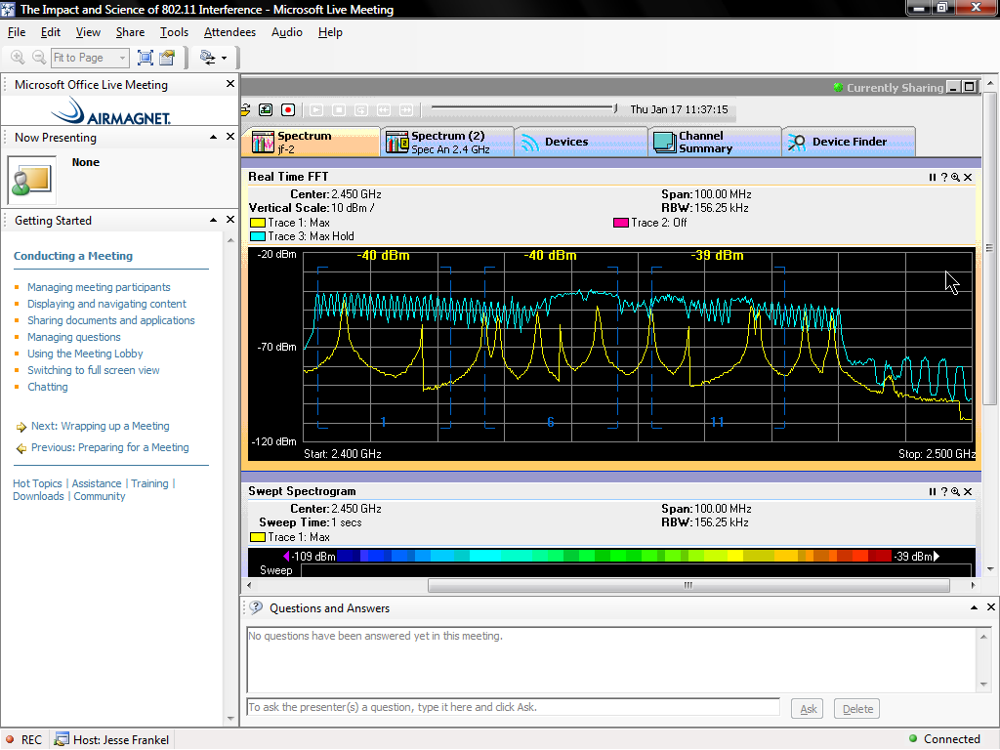 The Impact and Science of 802.11 Interference - Microsoft Live Meeting
File Edit View Share Tools Attendees Audio Help
Fit to Page
Microsoft Office Live Meeting
AIRMAGNET.
Now Presenting
None
Getting Started
Conducting a Meeting
Managing meeting participants
Displaying and navigating content
Sharing documents and applications
Managing questions
Using the Meeting Lobby
Switching to full screen view
Chatting
Next: Wrapping up a Meeting
Previous: Preparing for a Meeting
Hot Topics | Assistance | Training |
Downloads | Community
Currently Sharing
Thu Jan 17 11:37:15
Spectrum
jf-2
Spectrum (2)
Spec An 2.4 GHz
Devices
Channel
Summary
Device Finder
Real Time FFT
Center: 2.450 GHz Span: 100.00 MHz
Vertical Scale: 10 dBm / RBW: 156.25 kHz
Trace 1: Max Trace 2: Off
Trace 3: Max Hold
-20 dBm -40 dBm -40 dBm -39 dBm
-70 dBm
1 6 11
-120 dBm
Start: 2.400 GHz Stop: 2.500 GHz
Swept Spectrogram
Center: 2.450 GHz Span: 100.00 MHz
Sweep Time: 1 secs RBW: 156.25 kHz
Trace 1: Max
-109 dBm -39 dBm
Sweep
Questions and Answers
No questions have been answered yet in this meeting.
To ask the presenter(s) a question, type it here and click Ask.
Ask Delete
REC Host: Jesse Frankel Connected